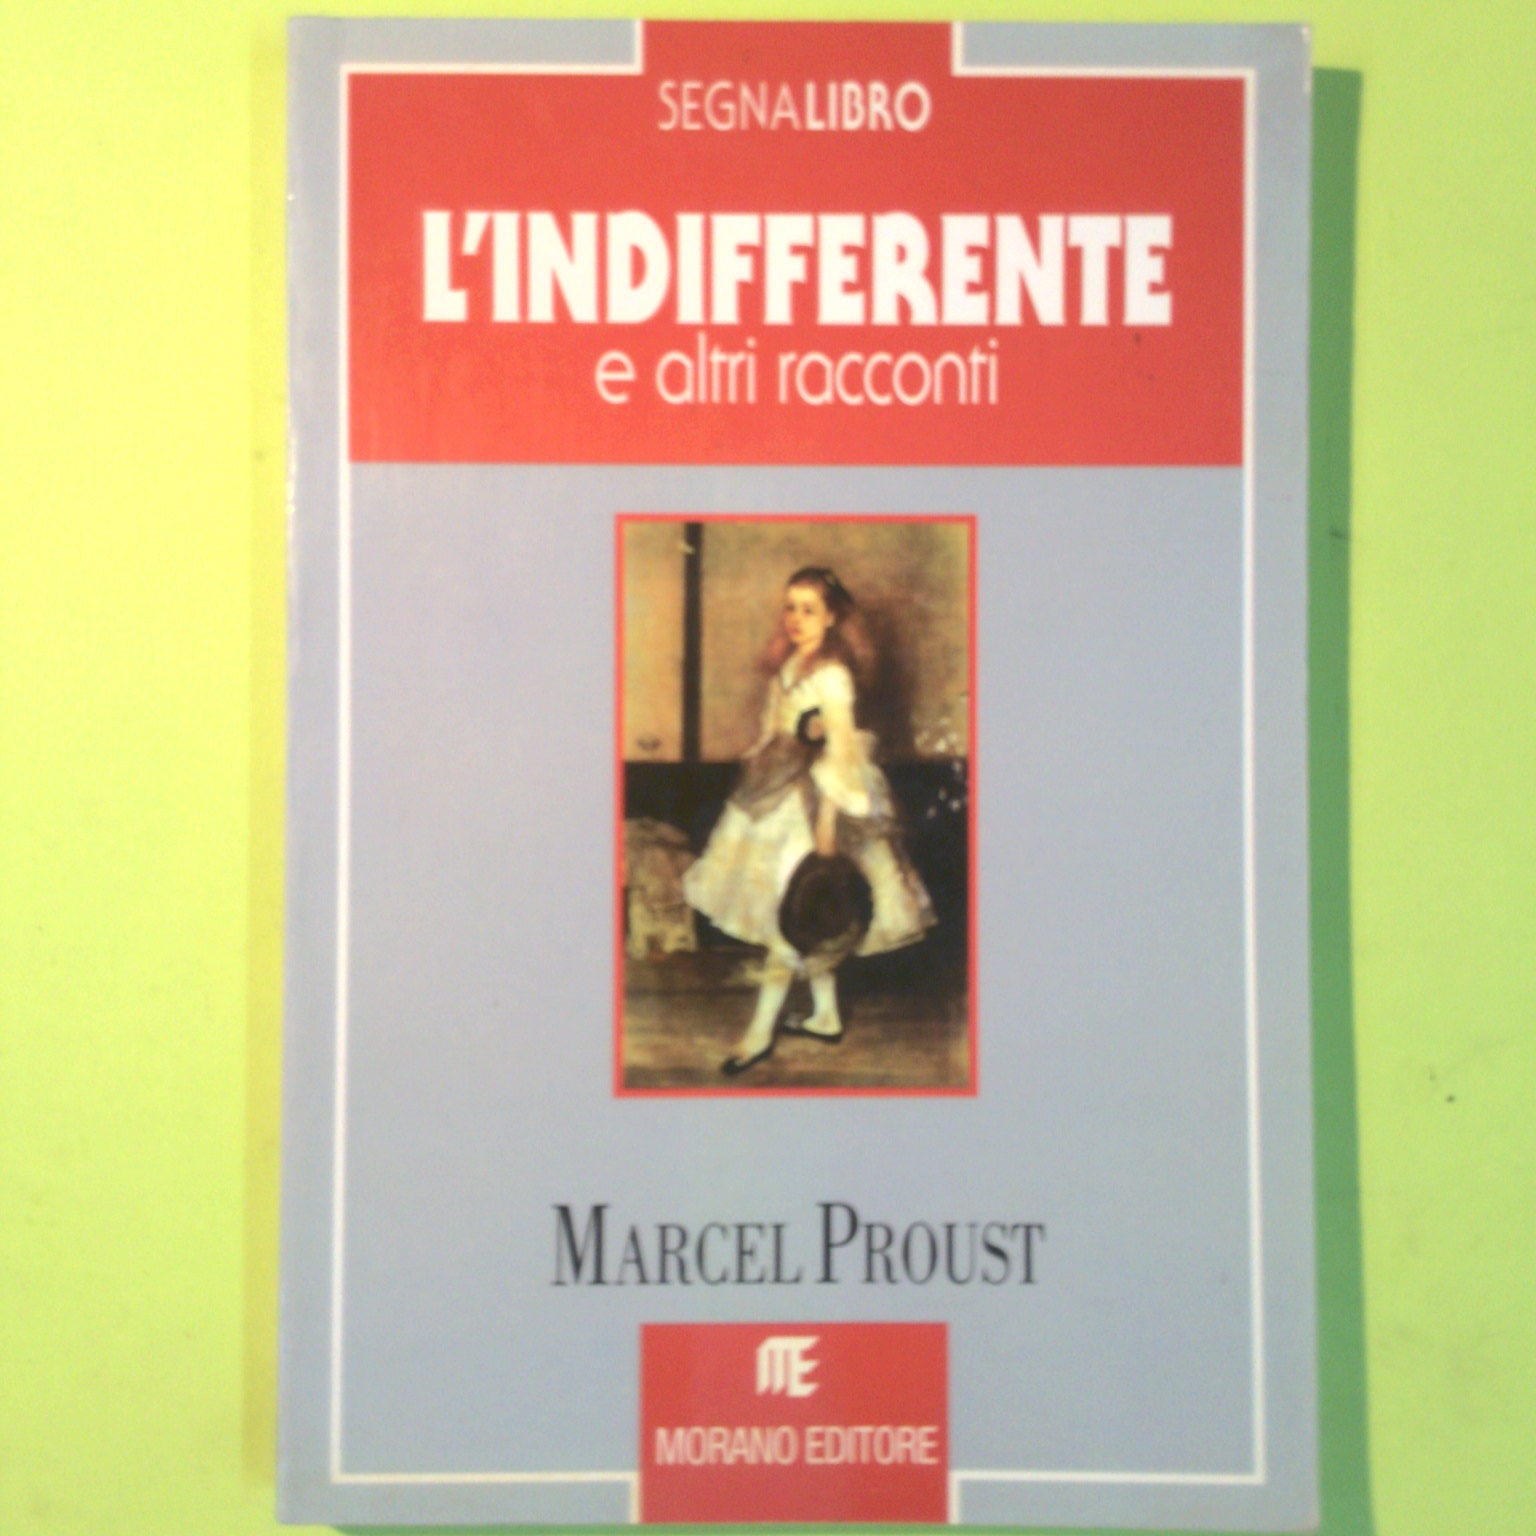 SEGNALIBRO
L'INDIFFERENTE
e altri racconti
MARCEL PROUST
ME
MORANO EDITORE